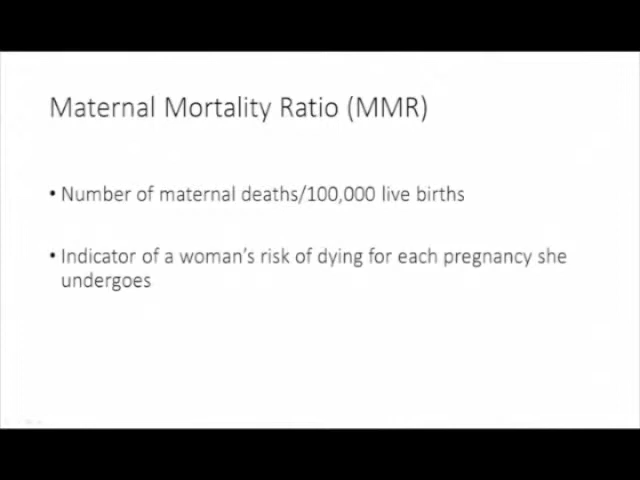 Maternal Mortality Ratio (MMR)
• Number of maternal deaths/100,000 live births
• Indicator of a woman's risk of dying for each pregnancy she
undergoes